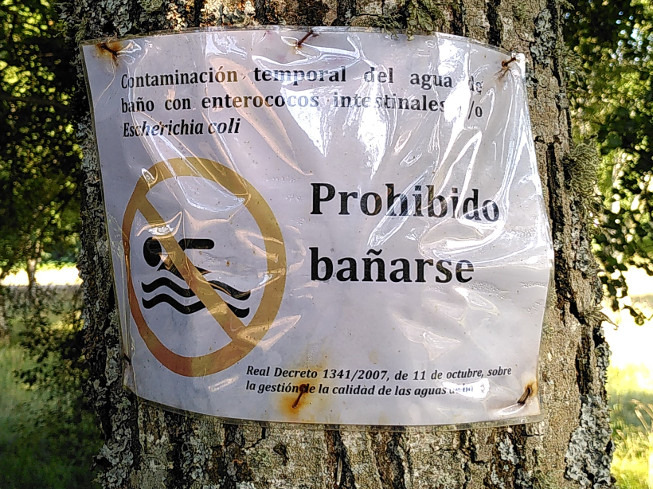 Contaminación temporal del agua de
baño con enterococos intestinales y/o
Escherichia coli
Prohibido
bañarse
Real Decreto 1341/2007, de 11 de octubre, sobre
la gestión de la calidad de las aguas de